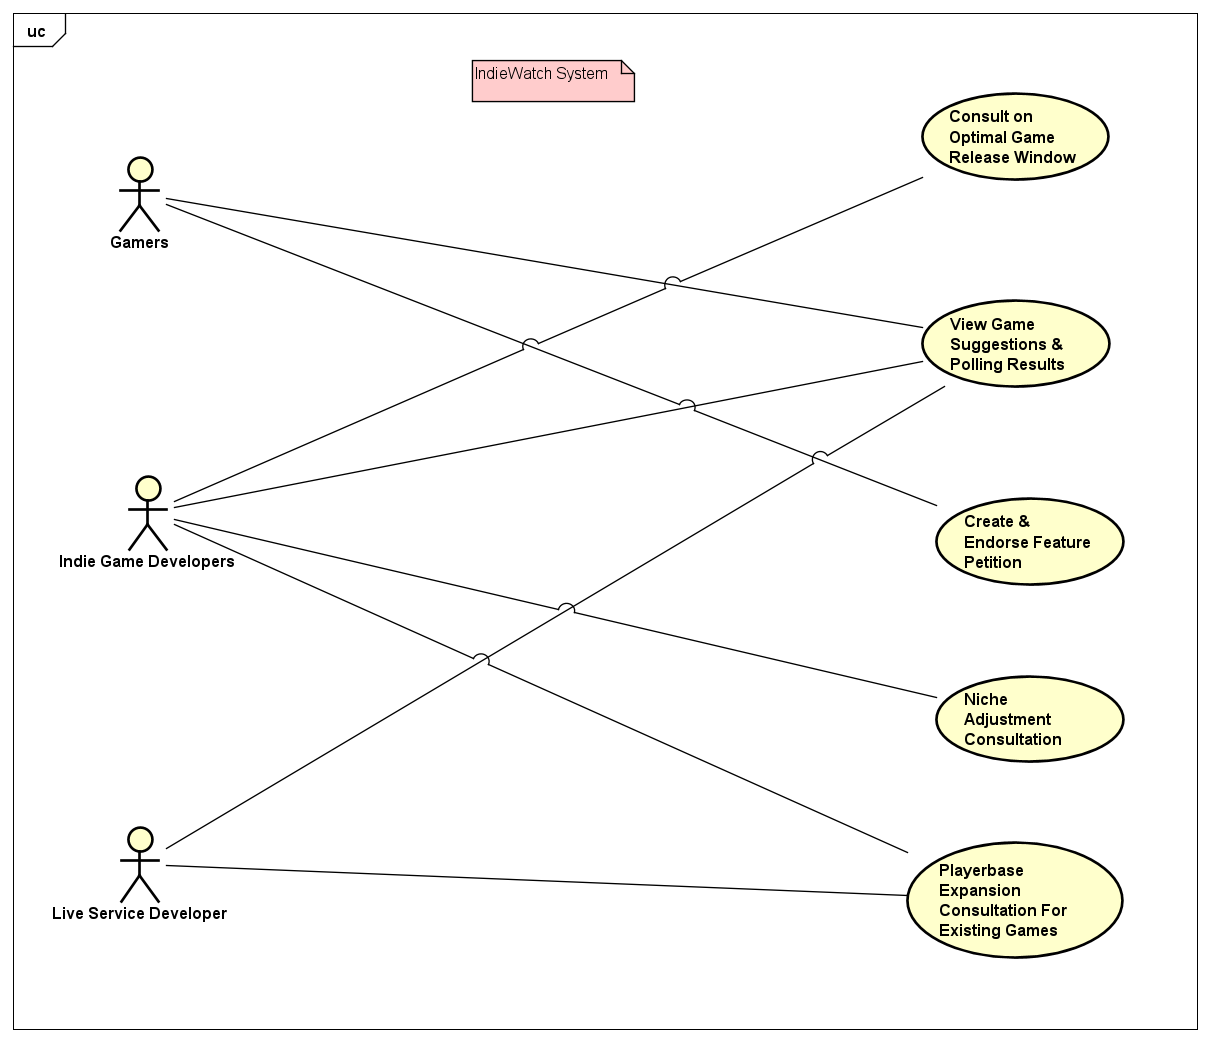 uc
IndieWatch System
Consult on
Optimal Game
Release Window
Gamers
View Game
Suggestions &
Polling Results
Indie Game Developers
Create &
Endorse Feature
Petition
Niche
Adjustment
Consultation
Live Service Developer
Playerbase
Expansion
Consultation For
Existing Games